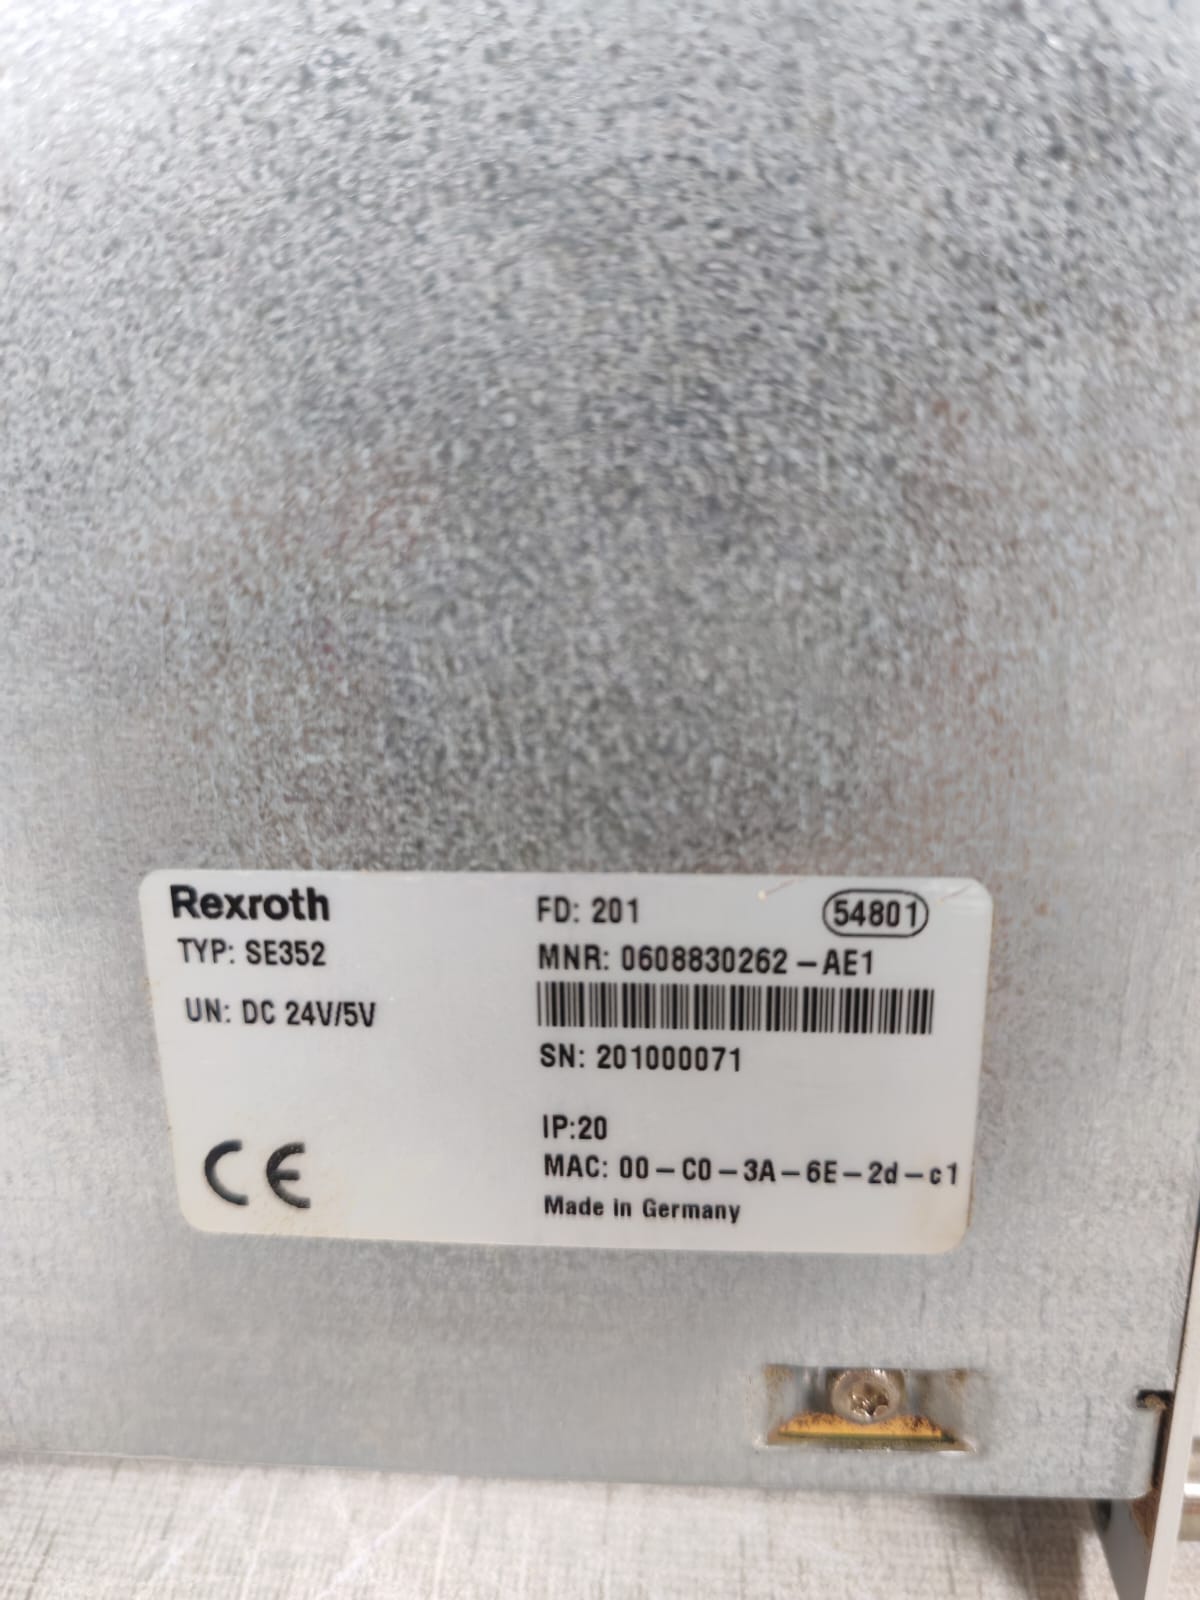 Rexroth
TYP: SE352
UN: DC 24V/5V
CE
FD: 201
54801
MNR: 0608830262-AE1
SN: 201000071
IP:20
MAC: 00-C0-3A-6E-2d-c1
Made in Germany